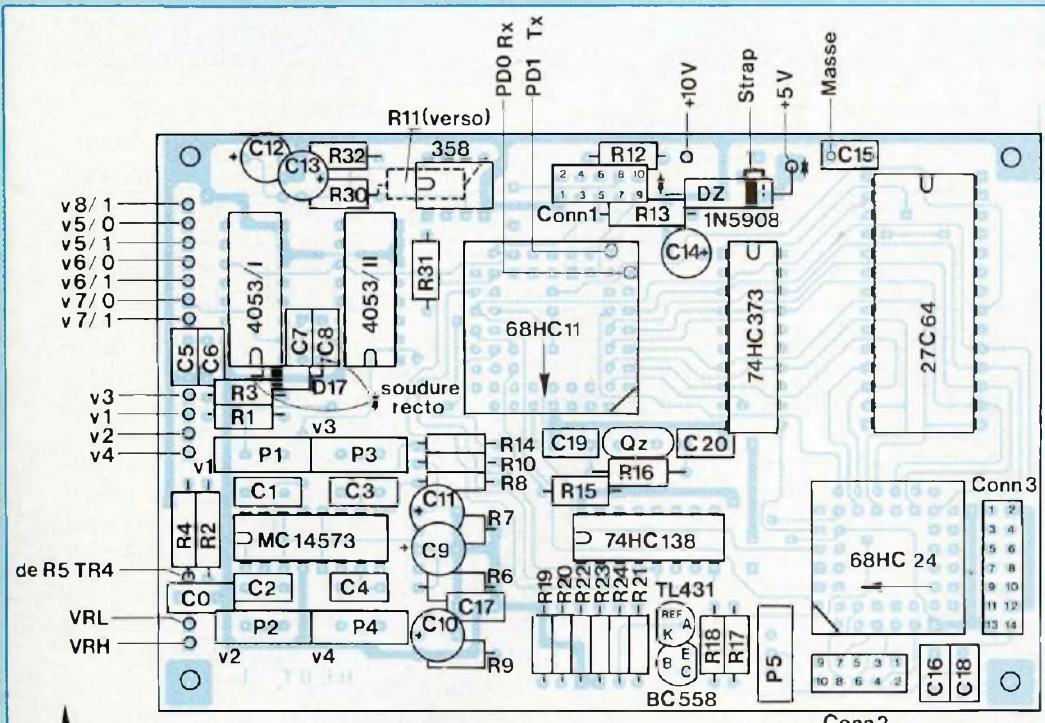 PD0 Rx
PD1 Tx
+10V
Strap
+5V
Masse
R11(verso)
358
C12
C13
R32
R30
R12
2 4 6 8 10
1 3 5 7 9
Conn1
DZ
R13
1N5908
C15
C14
v8/1
v5/0
v5/1
v6/0
v6/1
v7/0
v7/1
4053/I
4053/II
R31
68HC11
74HC373
27C64
C5
C6
C7
C8
D17
soudure
recto
R3
R1
v3
v1
v2
v4
v3
v1
P1
P3
R14
R10
R8
C19
Qz
C20
R16
R15
C1
C3
C11
R7
R4
R2
MC14573
C9
74HC138
68HC24
Conn3
1 2
3 4
5 6
7 8
9 10
11 12
13 14
de R5 TR4
C0
C2
C4
R6
C17
R19
R20
R22
R23
R24
R21
TL431
REF
A
K
VRL
VRH
P2
P4
C10
R9
v2
v4
E
B
C
BC558
R18
R17
P5
9 7 5 3 1
10 8 6 4 2
C16
C18
Conn2